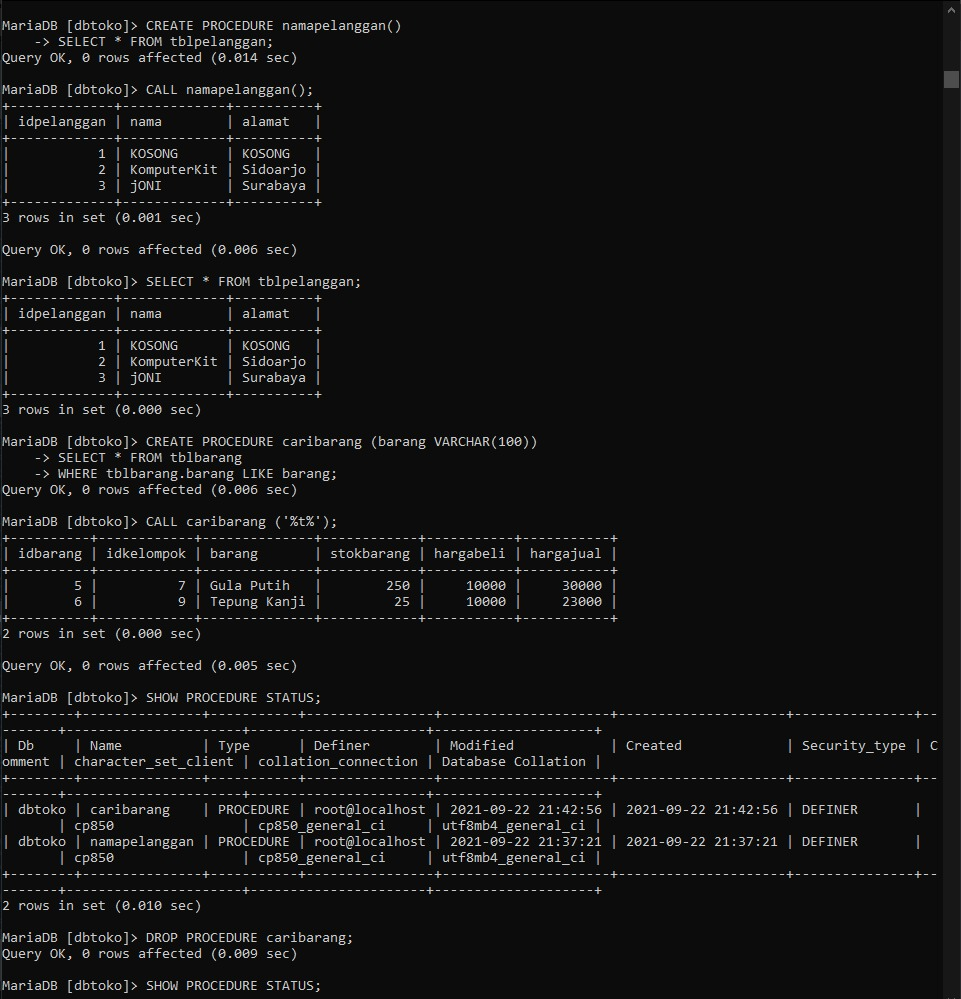 MariaDB [dbtoko]> CREATE PROCEDURE namapelanggan()
    -> SELECT * FROM tblpelanggan;
Query OK, 0 rows affected (0.014 sec)

MariaDB [dbtoko]> CALL namapelanggan();
+-------------+-------------+----------+
| idpelanggan | nama        | alamat   |
+-------------+-------------+----------+
|           1 | KOSONG      | KOSONG   |
|           2 | KomputerKit | Sidoarjo |
|           3 | jONI        | Surabaya |
+-------------+-------------+----------+
3 rows in set (0.001 sec)

Query OK, 0 rows affected (0.006 sec)

MariaDB [dbtoko]> SELECT * FROM tblpelanggan;
+-------------+-------------+----------+
| idpelanggan | nama        | alamat   |
+-------------+-------------+----------+
|           1 | KOSONG      | KOSONG   |
|           2 | KomputerKit | Sidoarjo |
|           3 | jONI        | Surabaya |
+-------------+-------------+----------+
3 rows in set (0.000 sec)

MariaDB [dbtoko]> CREATE PROCEDURE caribarang (barang VARCHAR(100))
    -> SELECT * FROM tblbarang
    -> WHERE tblbarang.barang LIKE barang;
Query OK, 0 rows affected (0.006 sec)

MariaDB [dbtoko]> CALL caribarang ('%t%');
+----------+------------+--------------+------------+-----------+-----------+
| idbarang | idkelompok | barang       | stokbarang | hargabeli | hargajual |
+----------+------------+--------------+------------+-----------+-----------+
|        5 |          7 | Gula Putih   |        250 |     10000 |     30000 |
|        6 |          9 | Tepung Kanji |         25 |     10000 |     23000 |
+----------+------------+--------------+------------+-----------+-----------+
2 rows in set (0.000 sec)

Query OK, 0 rows affected (0.005 sec)

MariaDB [dbtoko]> SHOW PROCEDURE STATUS;
+--------+---------------+-----------+----------------+---------------------+---------------------+---------------+--
-------+----------------------+----------------------+--------------------+
| Db     | Name          | Type      | Definer        | Modified            | Created             | Security_type | C
omment | character_set_client | collation_connection | Database Collation |
+--------+---------------+-----------+----------------+---------------------+---------------------+---------------+--
-------+----------------------+----------------------+--------------------+
| dbtoko | caribarang    | PROCEDURE | root@localhost | 2021-09-22 21:42:56 | 2021-09-22 21:42:56 | DEFINER       |
       | cp850                | cp850_general_ci     | utf8mb4_general_ci |
| dbtoko | namapelanggan | PROCEDURE | root@localhost | 2021-09-22 21:37:21 | 2021-09-22 21:37:21 | DEFINER       |
       | cp850                | cp850_general_ci     | utf8mb4_general_ci |
+--------+---------------+-----------+----------------+---------------------+---------------------+---------------+--
-------+----------------------+----------------------+--------------------+
2 rows in set (0.010 sec)

MariaDB [dbtoko]> DROP PROCEDURE caribarang;
Query OK, 0 rows affected (0.009 sec)

MariaDB [dbtoko]> SHOW PROCEDURE STATUS;